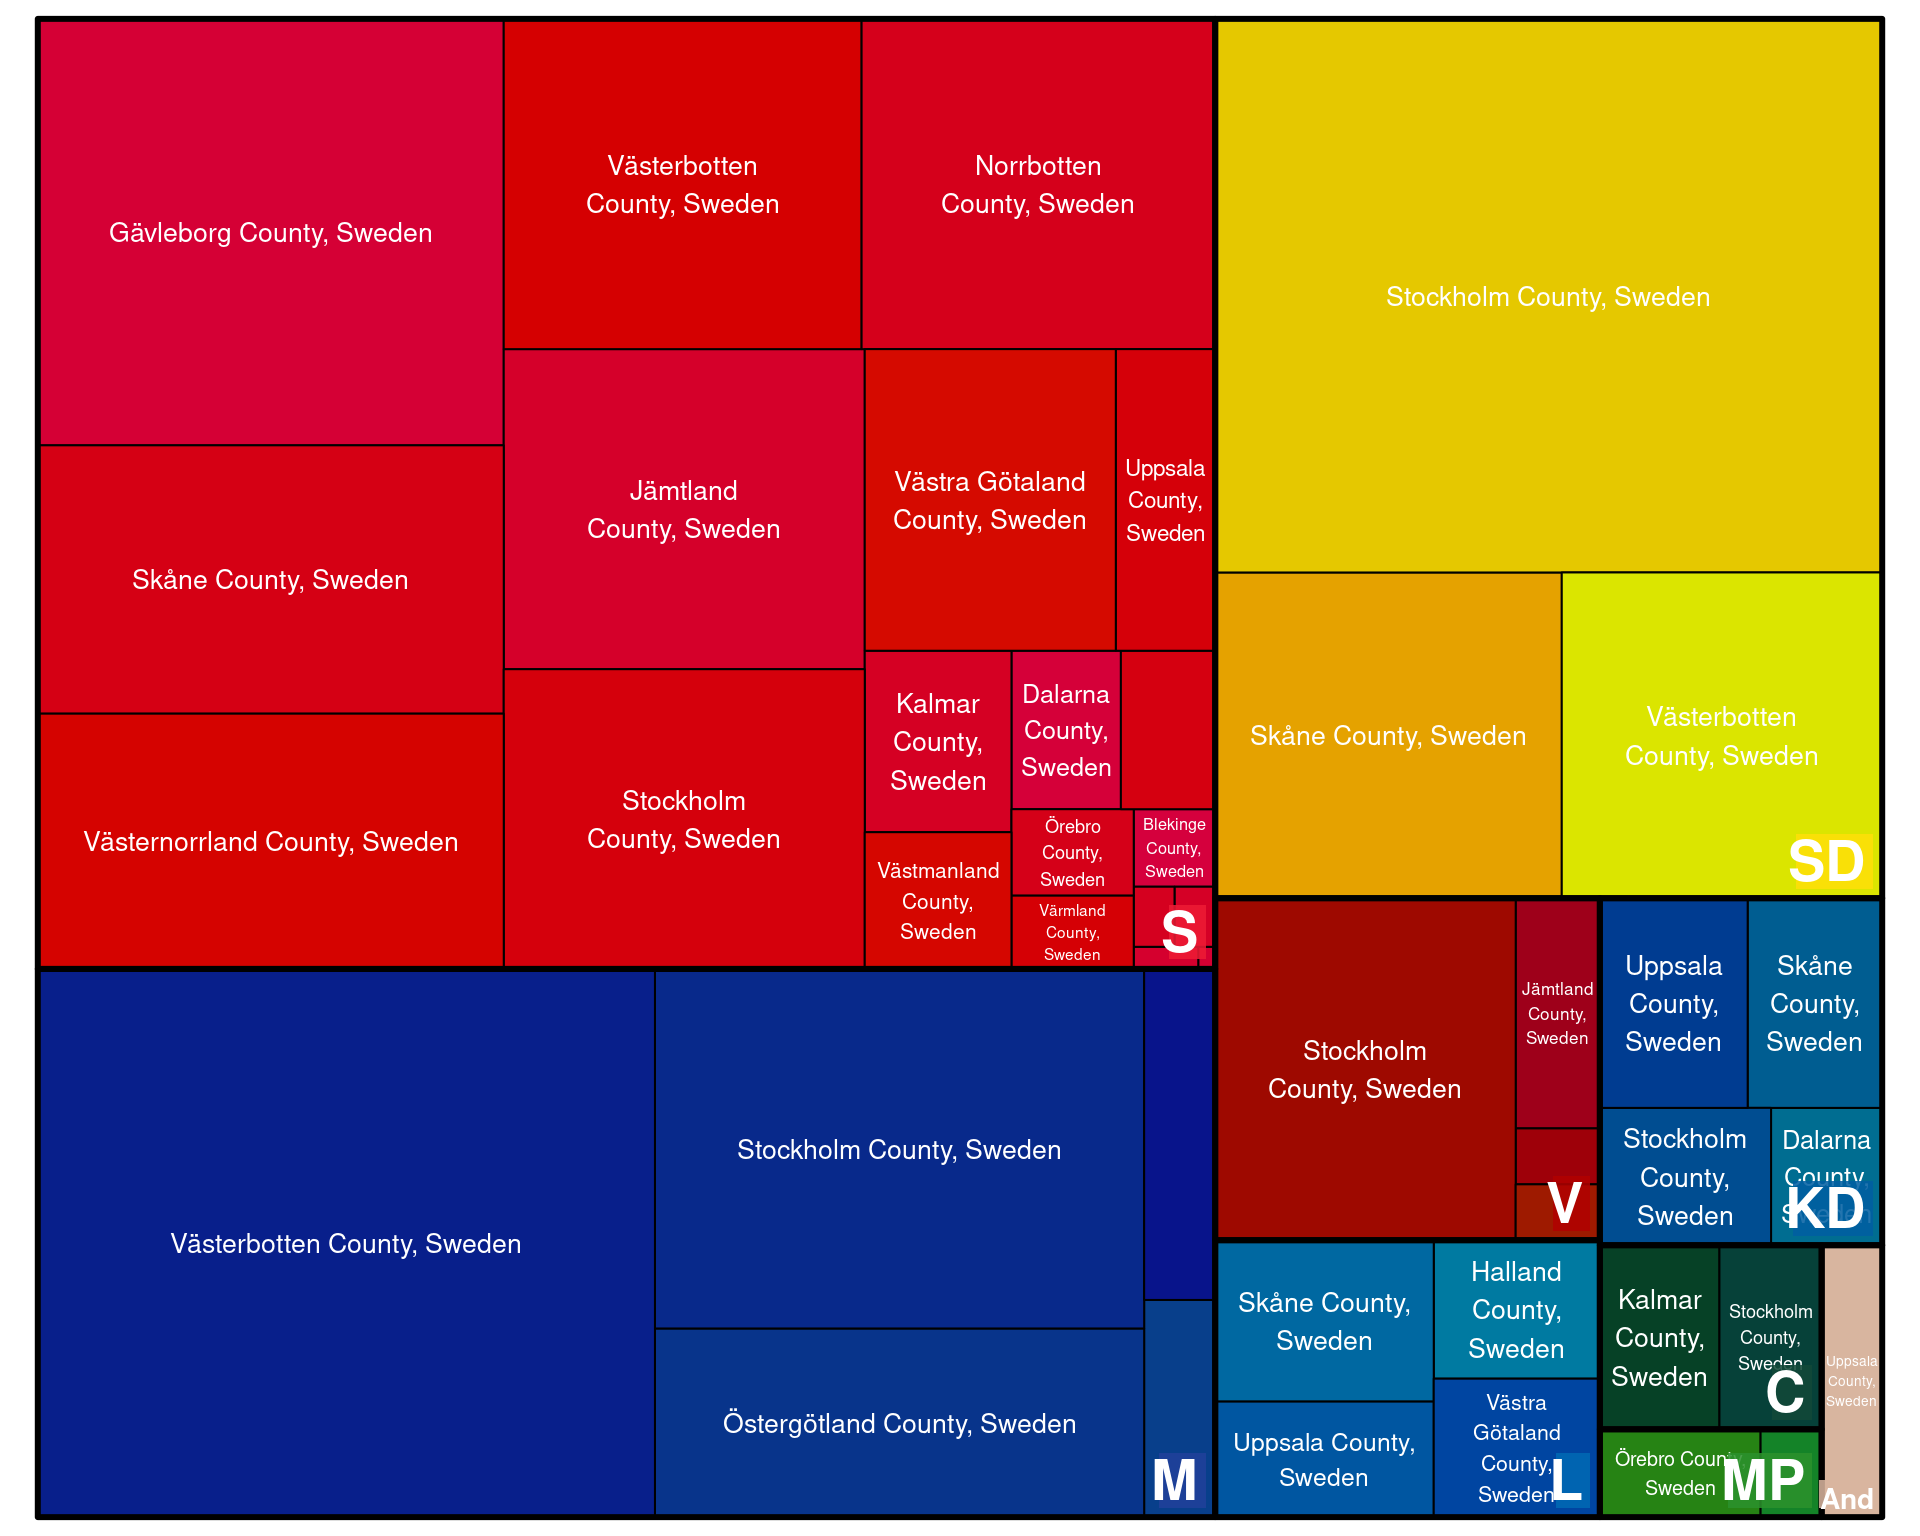 Gävleborg County, Sweden
Västerbotten
County, Sweden
Norrbotten
County, Sweden
Skåne County, Sweden
Jämtland
County, Sweden
Västra Götaland
County, Sweden
Uppsala
County,
Sweden
Västernorrland County, Sweden
Stockholm
County, Sweden
Kalmar
County,
Sweden
Dalarna
County,
Sweden
Västmanland
County,
Sweden
Örebro
County,
Sweden
Blekinge
County,
Sweden
Värmland
County,
Sweden
S
Stockholm County, Sweden
Skåne County, Sweden
Västerbotten
County, Sweden
SD
Västerbotten County, Sweden
Stockholm County, Sweden
Östergötland County, Sweden
M
Stockholm
County, Sweden
Jämtland
County,
Sweden
V
Uppsala
County,
Sweden
Skåne
County,
Sweden
Stockholm
County,
Sweden
Dalarna
County,
Sweden
KD
Skåne County,
Sweden
Halland
County,
Sweden
Uppsala County,
Sweden
Västra
Götaland
County,
Sweden
L
Kalmar
County,
Sweden
Stockholm
County,
Sweden
C
Örebro County,
Sweden
MP
Uppsala
County,
Sweden
And